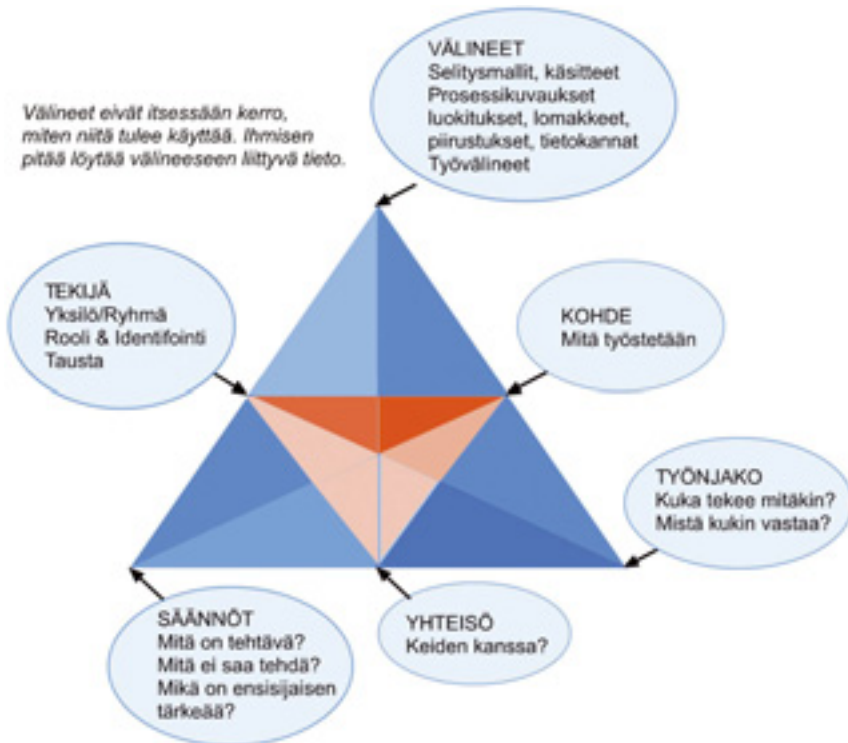 VÄLINEET
Selitysmallit, käsitteet
Prosessikuvaukset
luokitukset, lomakkeet,
piirustukset, tietokannat
Työvälineet
Välineet eivät itsessään kerro,
miten niitä tulee käyttää. Ihmisen
pitää löytää välineeseen liittyvä tieto.
TEKIJÄ
Yksilö/Ryhmä
Rooli & Identifointi
Tausta
KOHDE
Mitä työstetään
TYÖNJAKO
Kuka tekee mitäkin?
Mistä kukin vastaa?
SÄÄNNÖT
Mitä on tehtävä?
Mitä ei saa tehdä?
Mikä on ensisijaisen
tärkeää?
YHTEISÖ
Keiden kanssa?